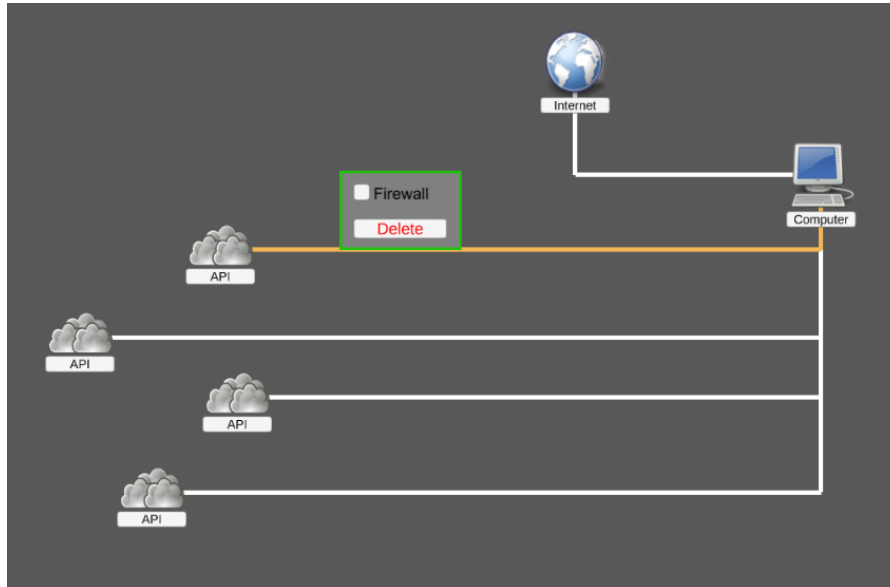 Internet
Firewall
Computer
Delete
API
API
API
API